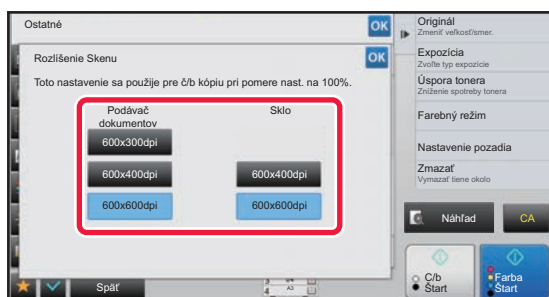 Ostatné
OK
Rozlíšenie Skenu
OK
Toto nastavenie sa použije pre č/b kópiu pri pomere nast. na 100%.
Podávač
dokumentov
Sklo
600x300dpi
600x400dpi
600x400dpi
600x600dpi
600x600dpi
Späť
A3
4
Originál
Zmeniť veľkosť/smer.
Expozícia
Zvoľte typ expozície
Úspora tonera
Zníženie spotreby tonera
Farebný režim
Nastavenie pozadia
Zmazať
Vymazať tiene okolo
Náhľad
CA
C/b
Štart
Farba
Štart